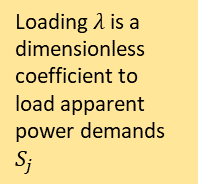 Loading λ is a
dimensionless
coefficient to
load apparent
power demands
Sⱼ